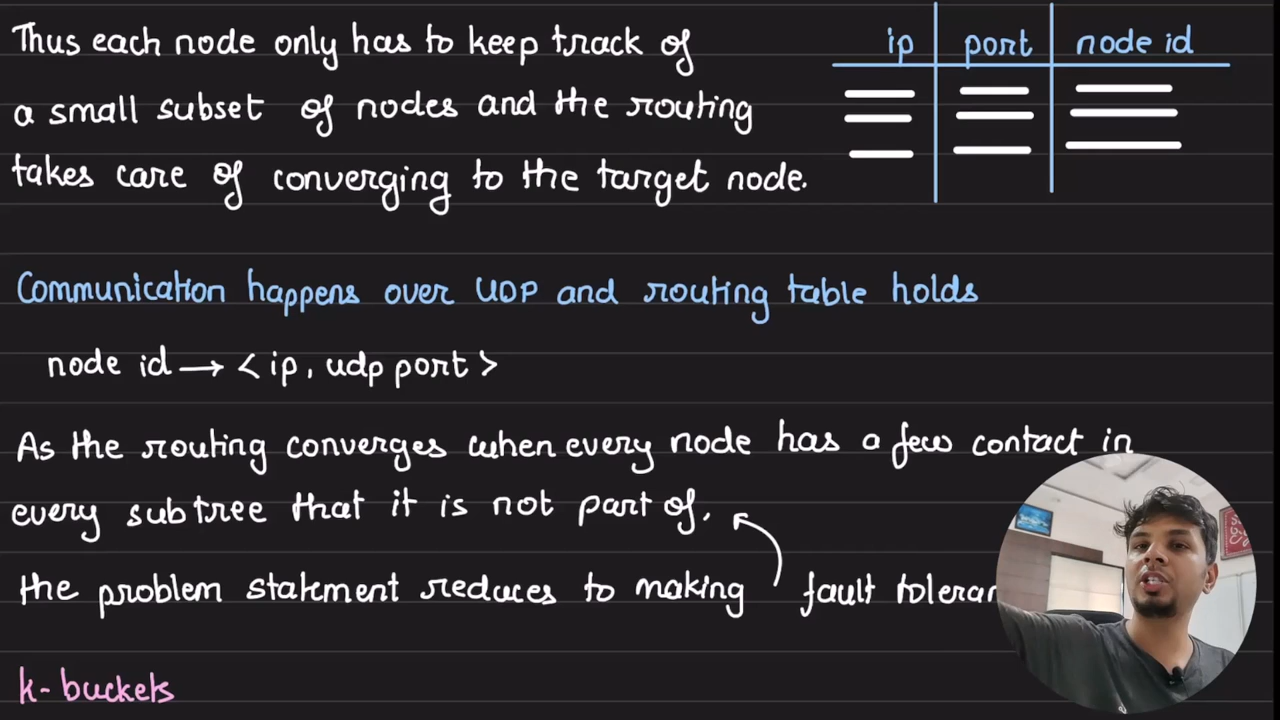 Thus each node only has to keep track of
a small subset of nodes and the routing
takes care of converging to the target node.
ip port node id
Communication happens over UDP and routing table holds
node id → < ip, udp port >
As the routing converges when every node has a few contact in
every subtree that it is not part of,
the problem statement reduces to making fault
k-buckets